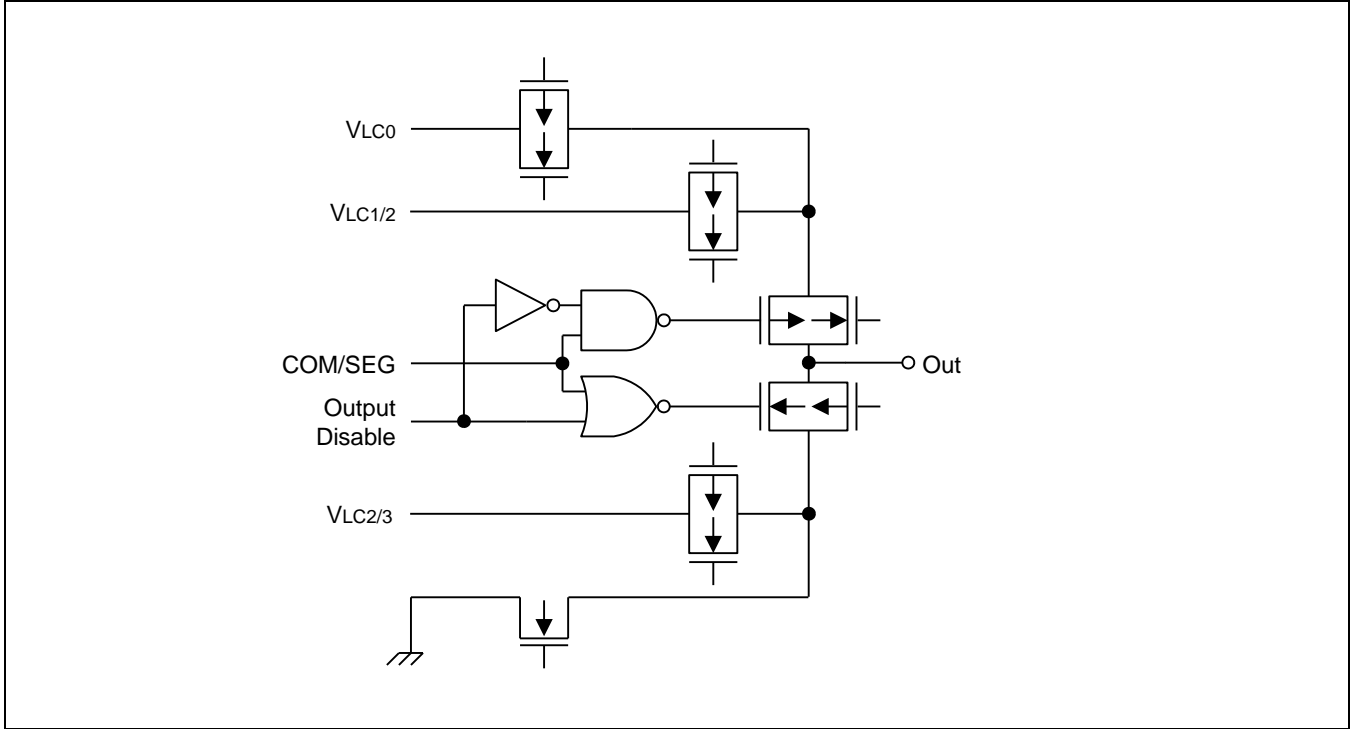 VLC0
VLC1/2
COM/SEG
Out
Output
Disable
VLC2/3